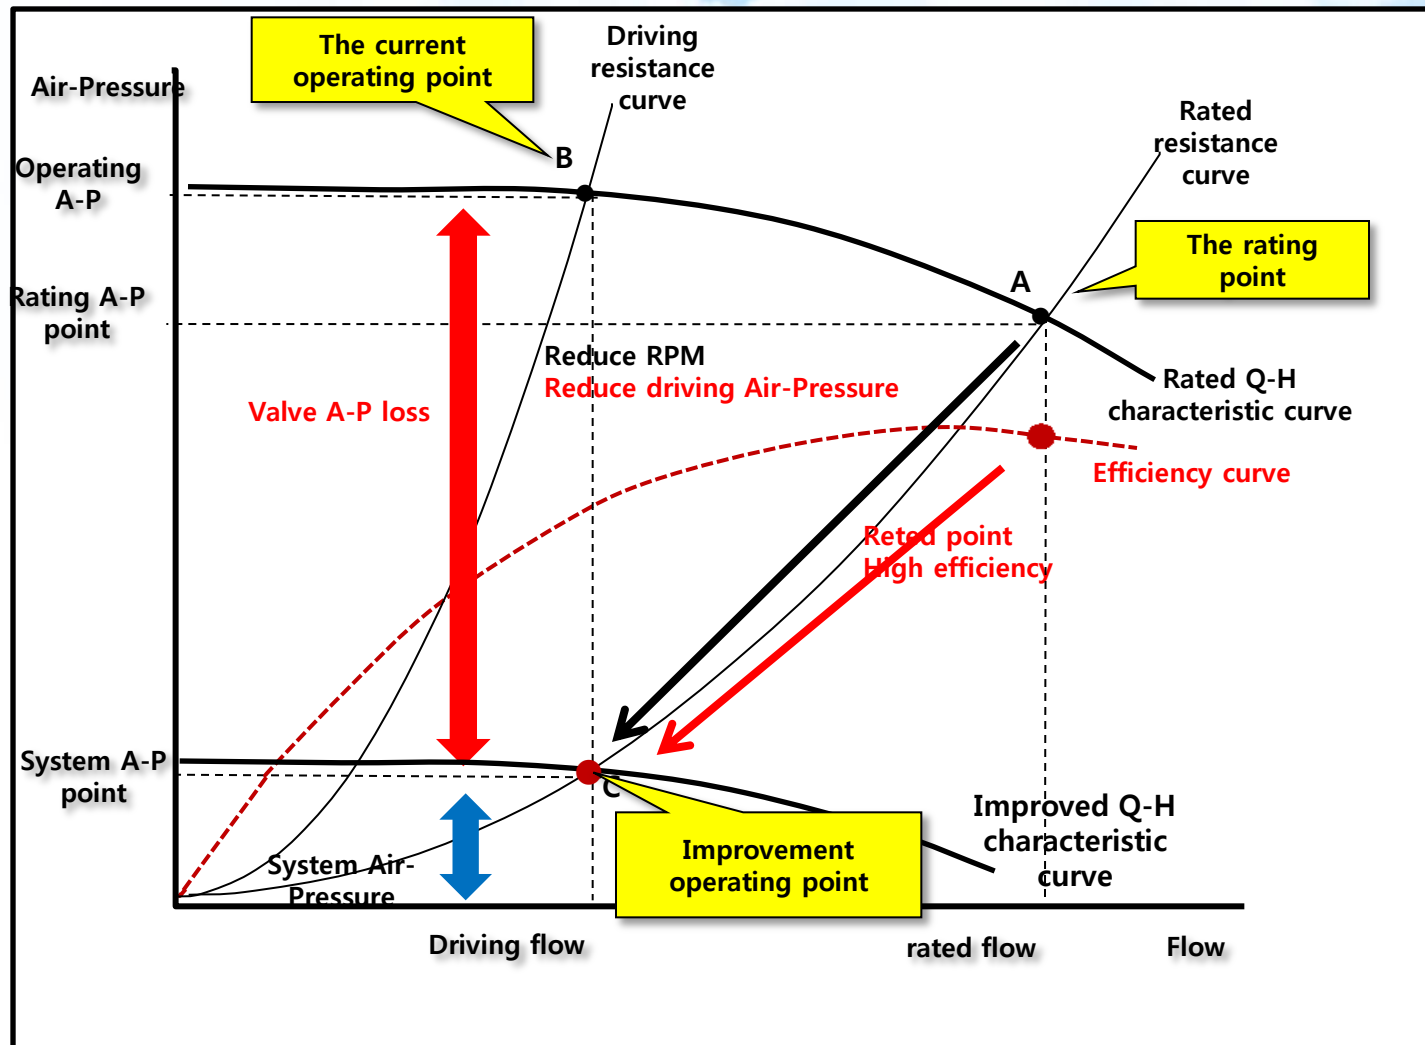 The current
operating point
Driving
resistance
curve
Air-Pressure
Rated
resistance
curve
B
Operating
A-P
The rating
point
A
Rating A-P
point
Reduce RPM
Reduce driving Air-Pressure
Valve A-P loss
Rated Q-H
characteristic curve
Efficiency curve
Reted point
High efficiency
System A-P
point
C
Improved Q-H
characteristic
curve
Improvement
operating point
System Air-
Pressure
Driving flow
rated flow
Flow